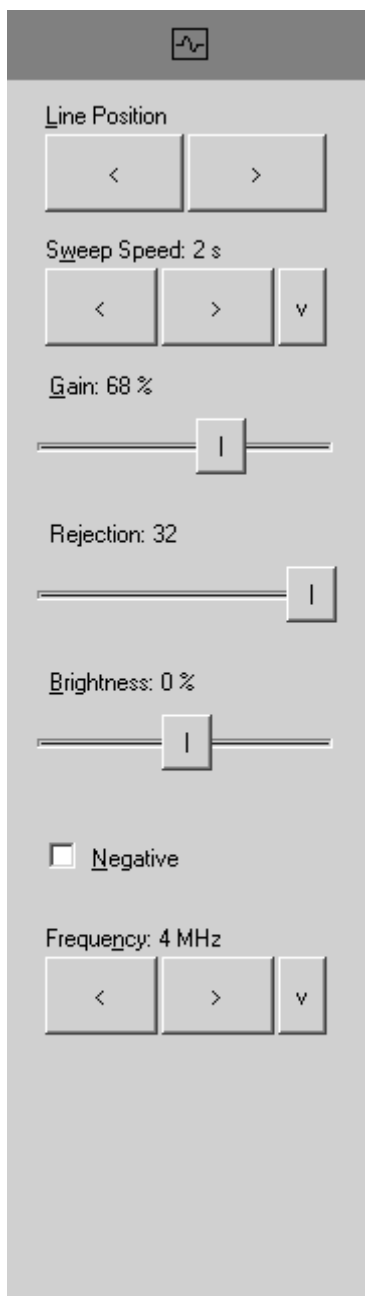 Line Position
< >
Sweep Speed: 2 s
< > v
Gain: 68 %
Rejection: 32
Brightness: 0 %
Negative
Frequency: 4 MHz
< > v